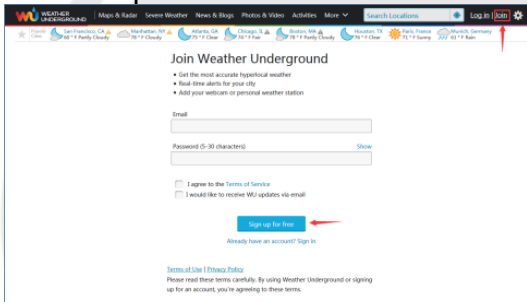 WEATHER UNDERGROUND Maps & Radar Severe Weather News & Blogs Photos & Video Activities More Search Locations Log in | Join
Popular Cities San Francisco, CA 60 ° F Partly Cloudy Manhattan, NY 78 ° F Cloudy Atlanta, GA 75 ° F Clear Chicago, IL 74 ° F Fair Boston, MA 78 ° F Partly Cloudy Houston, TX 76 ° F Clear Paris, France 71 ° F Sunny Munich, Germany 61 ° F Rain
Join Weather Underground
• Get the most accurate hyperlocal weather
• Real-time alerts for your city
• Add your webcam or personal weather station
Email
Password (5-30 characters) Show
I agree to the Terms of Service
I would like to receive WU updates via email
Sign up for free
Already have an account? Sign in
Terms of Use | Privacy Policy
Please read these terms carefully. By using Weather Underground or signing
up for an account, you're agreeing to these terms.